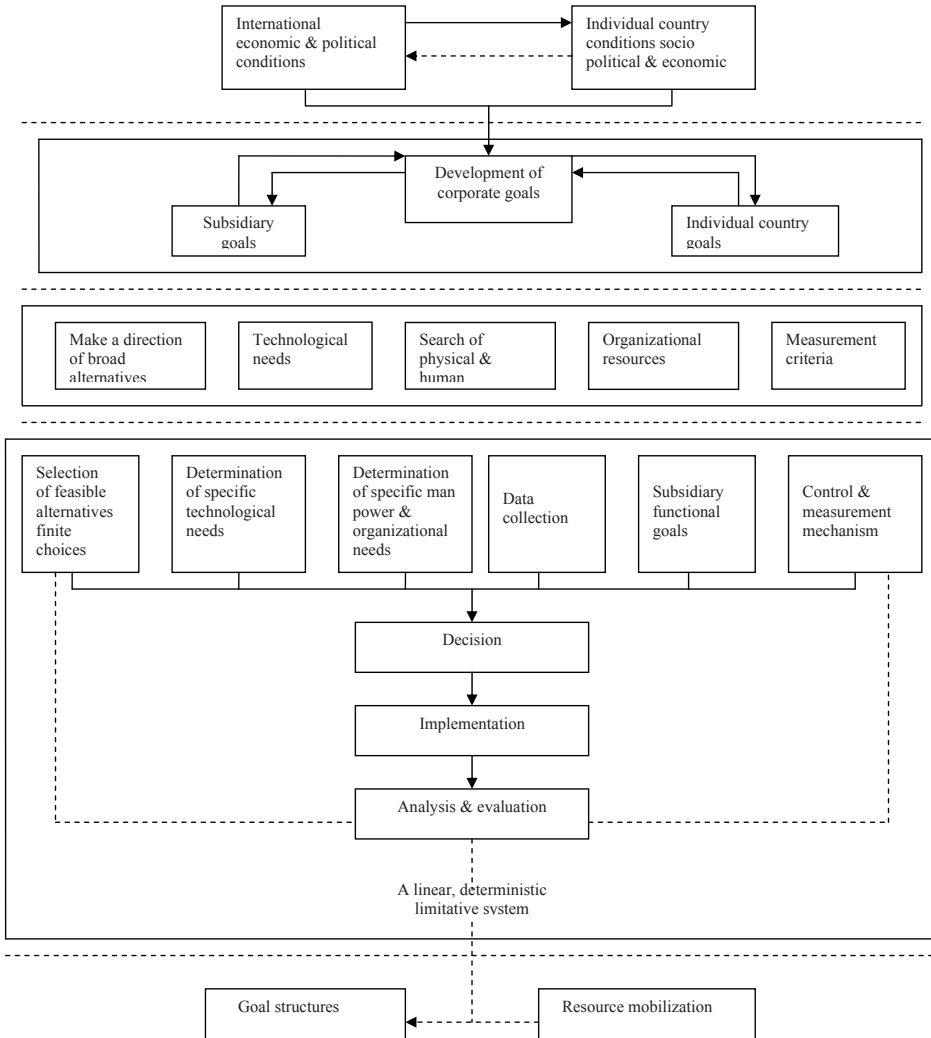 International
economic & political
conditions
Individual country
conditions socio
political & economic
Development of
corporate goals
Subsidiary
goals
Individual country
goals
Make a direction
of broad
alternatives
Technological
needs
Search of
physical &
human
Organizational
resources
Measurement
criteria
Selection
of feasible
alternatives
finite
choices
Determination
of specific
technological
needs
Determination
of specific man
power &
organizational
needs
Data
collection
Subsidiary
functional
goals
Control &
measurement
mechanism
Decision
Implementation
Analysis & evaluation
A linear, deterministic
limitative system
Goal structures
Resource mobilization